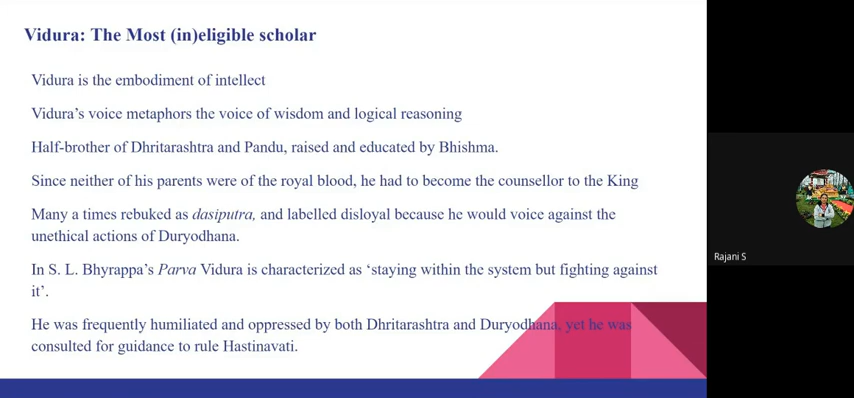 Vidura: The Most (in)eligible scholar
Vidura is the embodiment of intellect
Vidura's voice metaphors the voice of wisdom and logical reasoning
Half-brother of Dhritarashtra and Pandu, raised and educated by Bhishma.
Since neither of his parents were of the royal blood, he had to become the counsellor to the King
Many a times rebuked as dasiputra, and labelled disloyal because he would voice against the
unethical actions of Duryodhana.
In S. L. Bhyrappa's Parva Vidura is characterized as ‘staying within the system but fighting against
it’.
He was frequently humiliated and oppressed by both Dhritarashtra and Duryodhana, yet he was
consulted for guidance to rule Hastinavati.
Rajani S